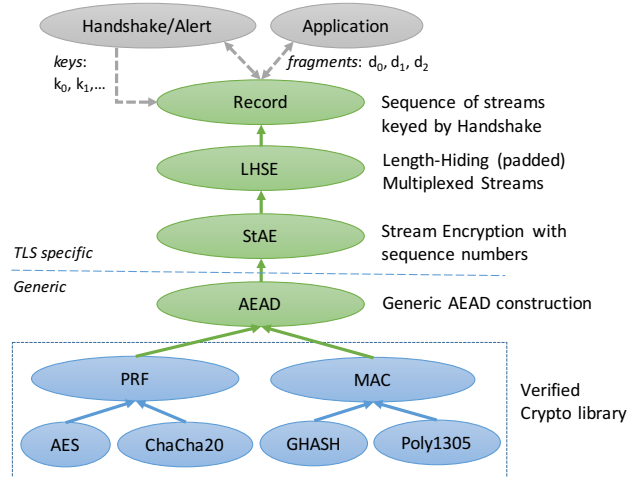 Handshake/Alert
Application
keys:
k0, k1,...
fragments: d0, d1, d2
Record
Sequence of streams
keyed by Handshake
LHSE
Length-Hiding (padded)
Multiplexed Streams
StAE
Stream Encryption with
sequence numbers
TLS specific
Generic
AEAD
Generic AEAD construction
PRF
MAC
Verified
Crypto library
AES
ChaCha20
GHASH
Poly1305